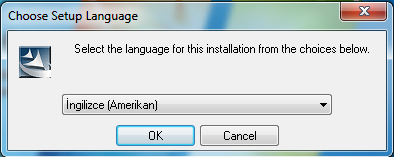 Choose Setup Language
Select the language for this installation from the choices below.
İngilizce (Amerikan)
OK
Cancel